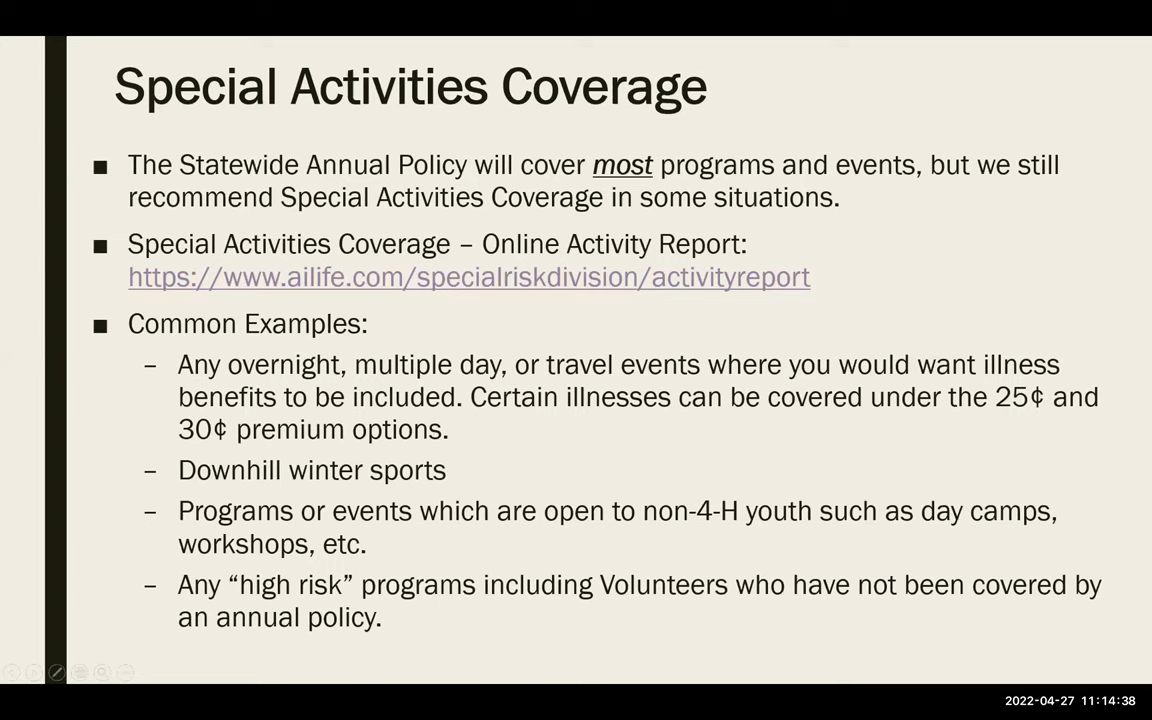 Special Activities Coverage
■ The Statewide Annual Policy will cover most programs and events, but we still
recommend Special Activities Coverage in some situations.
■ Special Activities Coverage – Online Activity Report:
https://www.ailife.com/specialriskdivision/activityreport
■ Common Examples:
– Any overnight, multiple day, or travel events where you would want illness
benefits to be included. Certain illnesses can be covered under the 25¢ and
30¢ premium options.
– Downhill winter sports
– Programs or events which are open to non-4-H youth such as day camps,
workshops, etc.
– Any “high risk” programs including Volunteers who have not been covered by
an annual policy.
2022-04-27 11:14:38